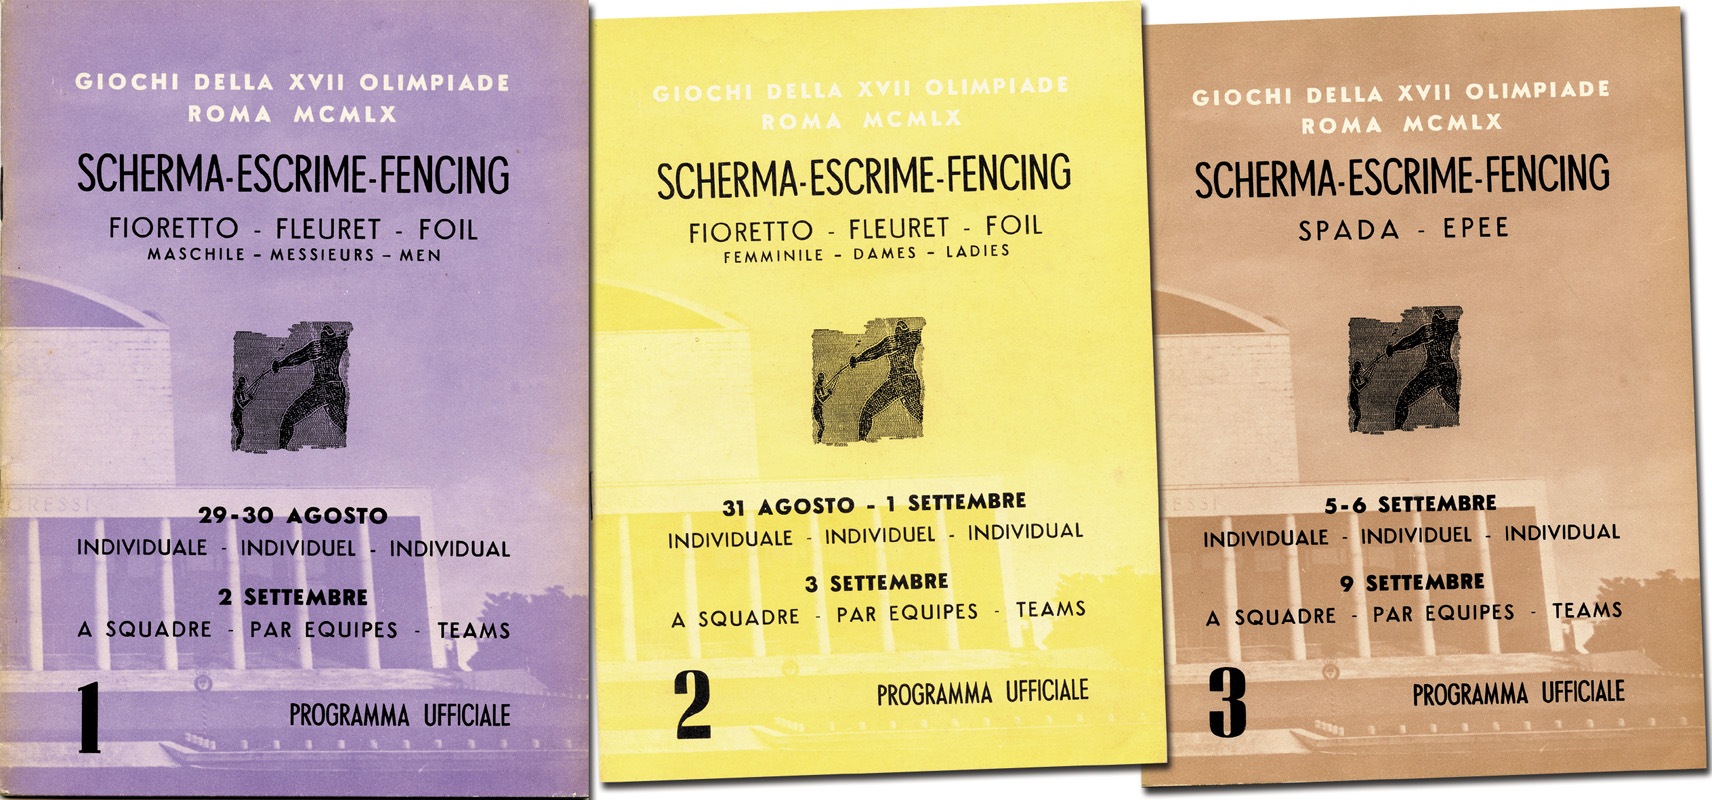 GIOCHI DELLA XVII OLIMPIADE
ROMA MCMLX
SCHERMA-ESCRIME-FENCING
FIORETTO - FLEURET - FOIL
MASCHILE - MESSIEURS - MEN
GRESSI
29-30 AGOSTO
INDIVIDUALE - INDIVIDUEL - INDIVIDUAL
2 SETTEMBRE
A SQUADRE - PAR EQUIPES - TEAMS
1
PROGRAMMA UFFICIALE
GIOCHI DELLA XVII OLIMPIADE
ROMA MCMLX
SCHERMA-ESCRIME-FENCING
FIORETTO - FLEURET - FOIL
FEMMINILE - DAMES - LADIES
31 AGOSTO - 1 SETTEMBRE
INDIVIDUALE - INDIVIDUEL - INDIVIDUAL
3 SETTEMBRE
A SQUADRE - PAR EQUIPES - TEAMS
2
PROGRAMMA UFFICIALE
GIOCHI DELLA XVII OLIMPIADE
ROMA MCMLX
SCHERMA-ESCRIME-FENCING
SPADA - EPEE
5-6 SETTEMBRE
INDIVIDUALE - INDIVIDUEL - INDIVIDUAL
9 SETTEMBRE
A SQUADRE - PAR EQUIPES - TEAMS
3
PROGRAMMA UFFICIALE